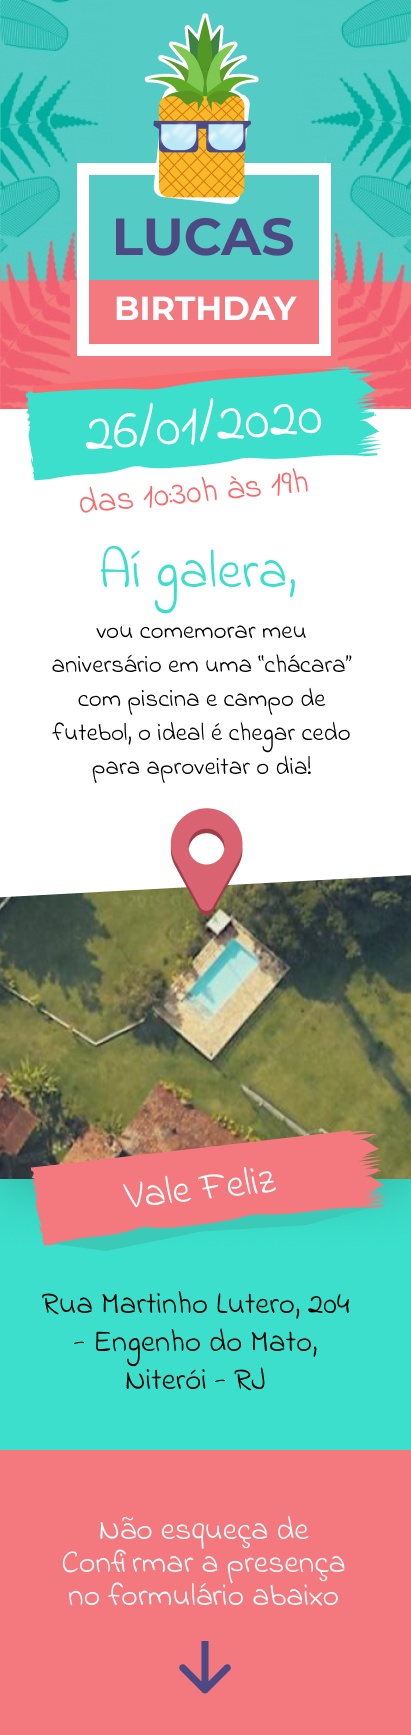 LUCAS
BIRTHDAY
26/01/2020
das 10:30h às 19h
Aí galera,
vou comemorar meu
aniversário em uma "chácara"
com piscina e campo de
futebol, o ideal é chegar cedo
para aproveitar o dia!
Vale Feliz
Rua Martinho Lutero, 204
- Engenho do Mato,
Niterói - RJ
Não esqueça de
Confirmar a presença
no formulário abaixo